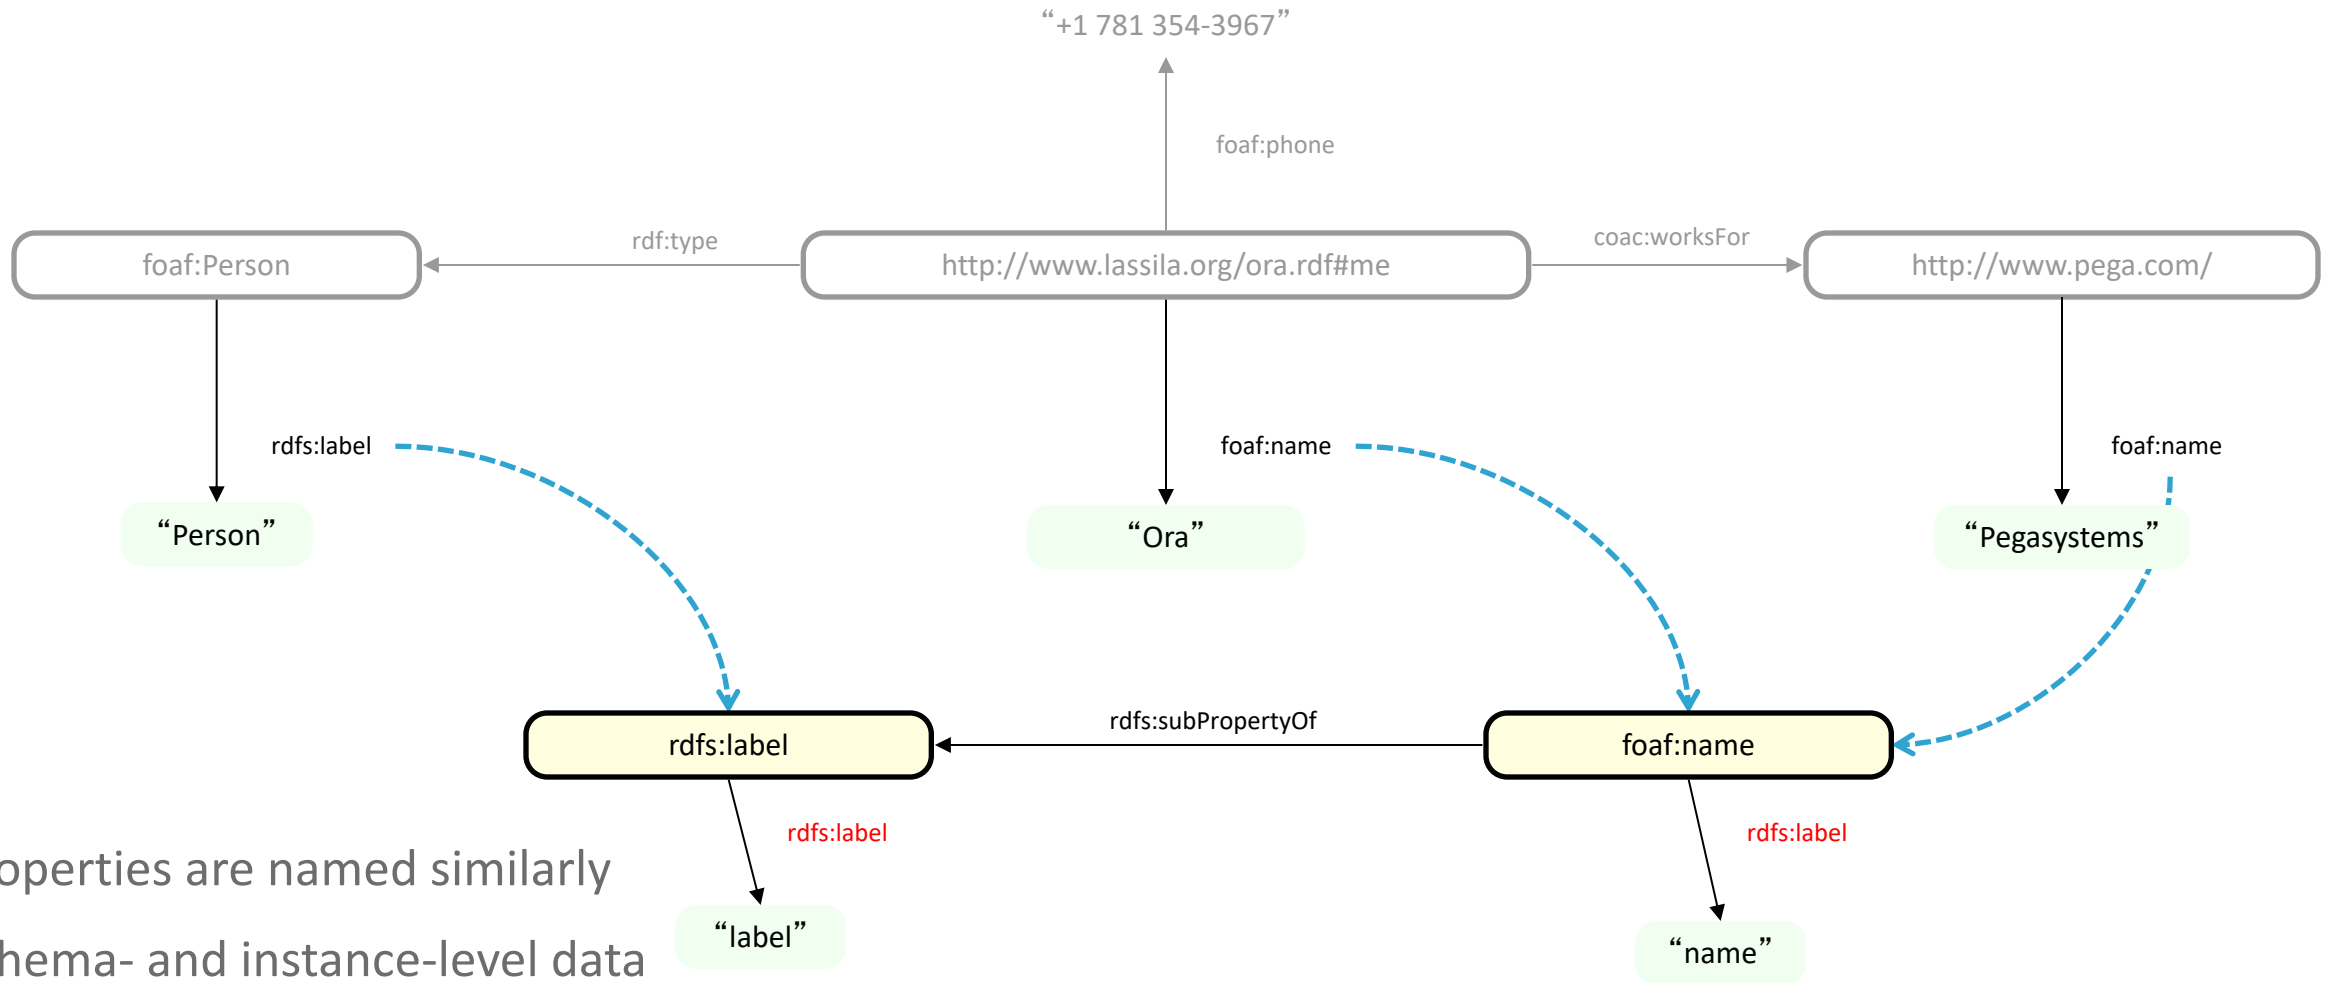 “+1 781 354-3967”
foaf:phone
rdf:type
coac:worksFor
foaf:Person
http://www.lassila.org/ora.rdf#me
http://www.pega.com/
rdfs:label
foaf:name
foaf:name
“Person”
“Ora”
“Pegasystems”
rdfs:subPropertyOf
rdfs:label
foaf:name
rdfs:label
rdfs:label
operties are named similarly
“label”
“name”
hema- and instance-level data